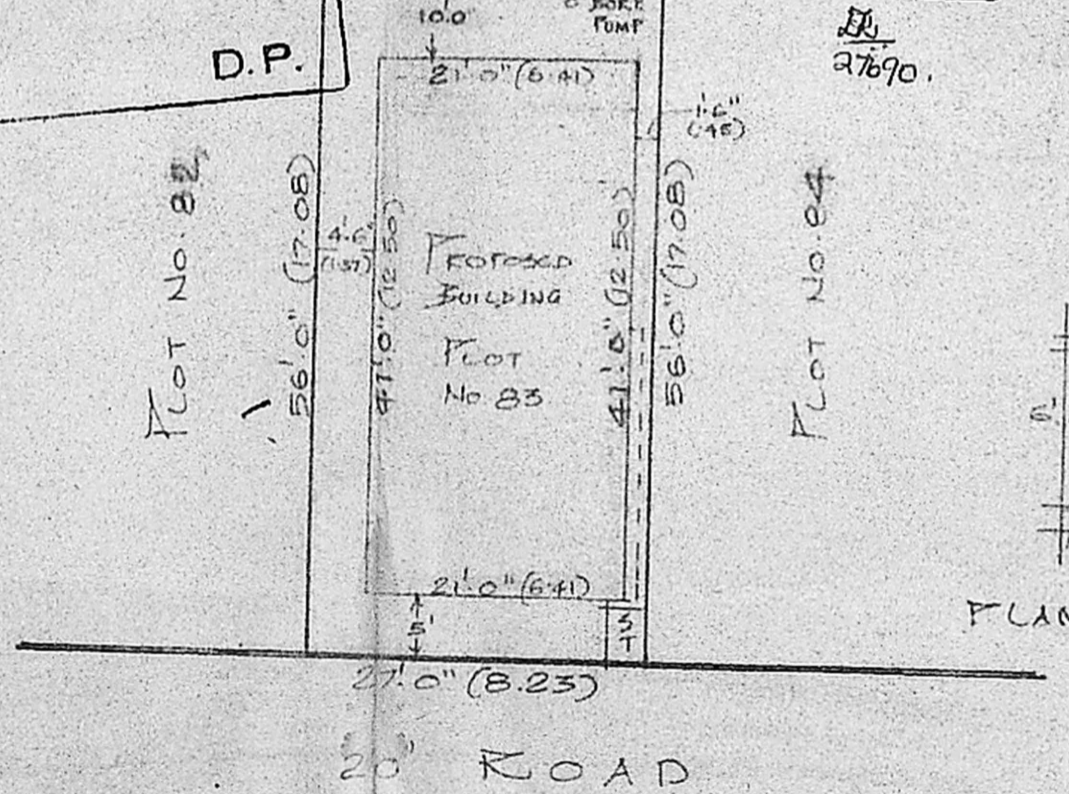 10'.0"
BORE
PUMP
27690.
D.P.
21'.0" (6.41)
1'.6"
(.45)
PLOT NO. 82
56'.0" (17.08)
4'.6"
(1.37)
41'.0" (12.50)
PROPOSED
BUILDING
PLOT
No 83
41'.0" (12.50)
56'.0" (17.08)
PLOT NO. 84
21'.0" (6.41)
5'
S
T
PLAN
27'.0" (8.23)
20' ROAD